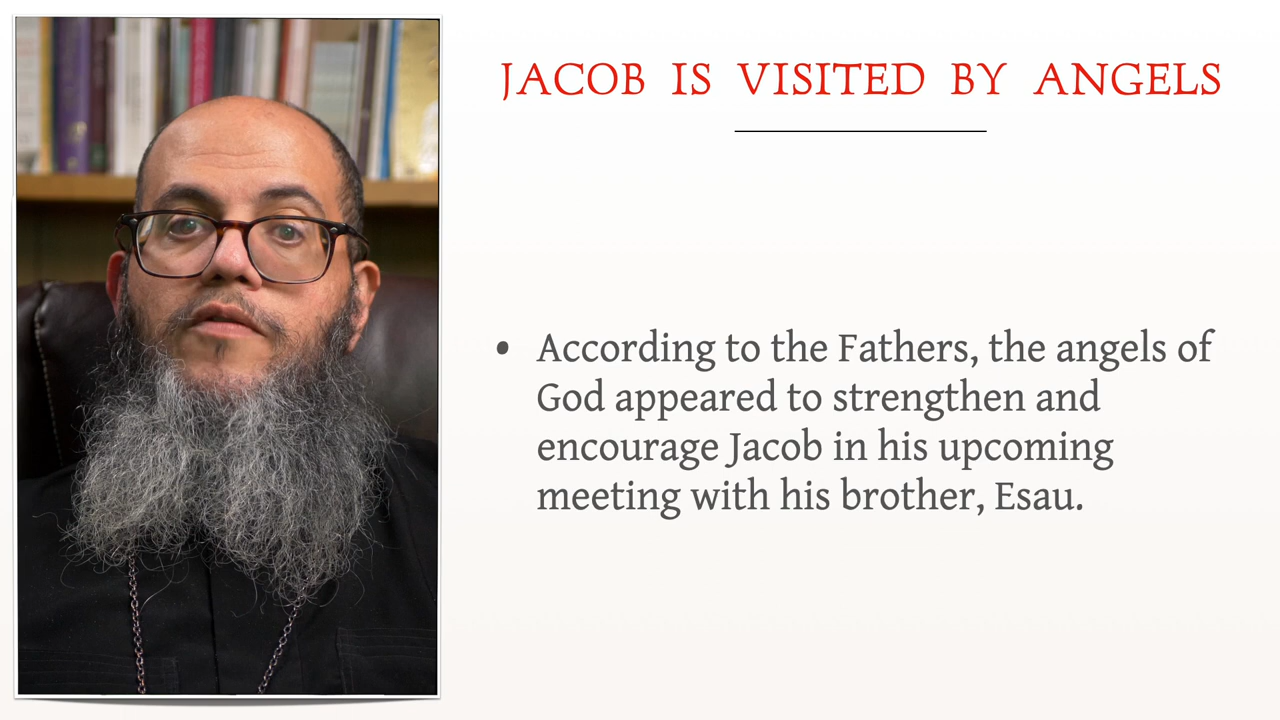 JACOB IS VISITED BY ANGELS
• According to the Fathers, the angels of
God appeared to strengthen and
encourage Jacob in his upcoming
meeting with his brother, Esau.